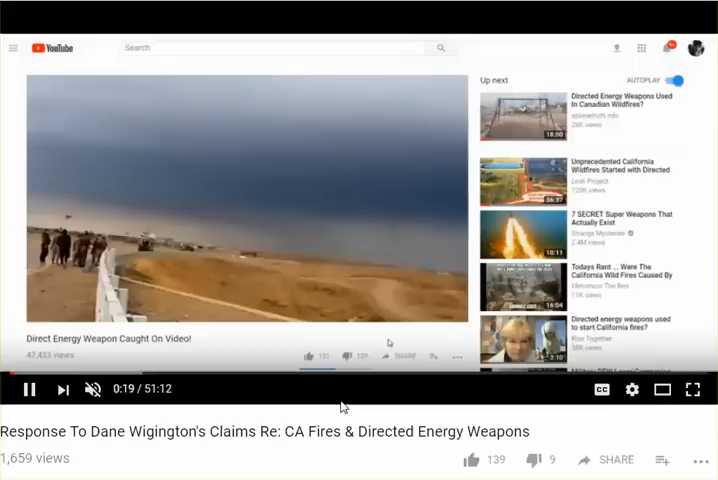 YouTube
Search
Up next
AUTOPLAY
Directed Energy Weapons Used
In Canadian Wildfires?
26K views
18:00
Unprecedented California
Wildfires Started with Directed
Leak Project
128K views
36:37
7 SECRET Super Weapons That
Actually Exist
Strange Mysteries
2.4M views
10:11
Todays Rant ... Were The
California Wild Fires Caused By
11K views
16:04
Directed energy weapons used
to start California fires?
Rise Together
38K views
3:10
Direct Energy Weapon Caught On Video!
47,433 views
SHARE
0:19 / 51:12
CC
Response To Dane Wigington's Claims Re: CA Fires & Directed Energy Weapons
1,659 views
139
9
SHARE